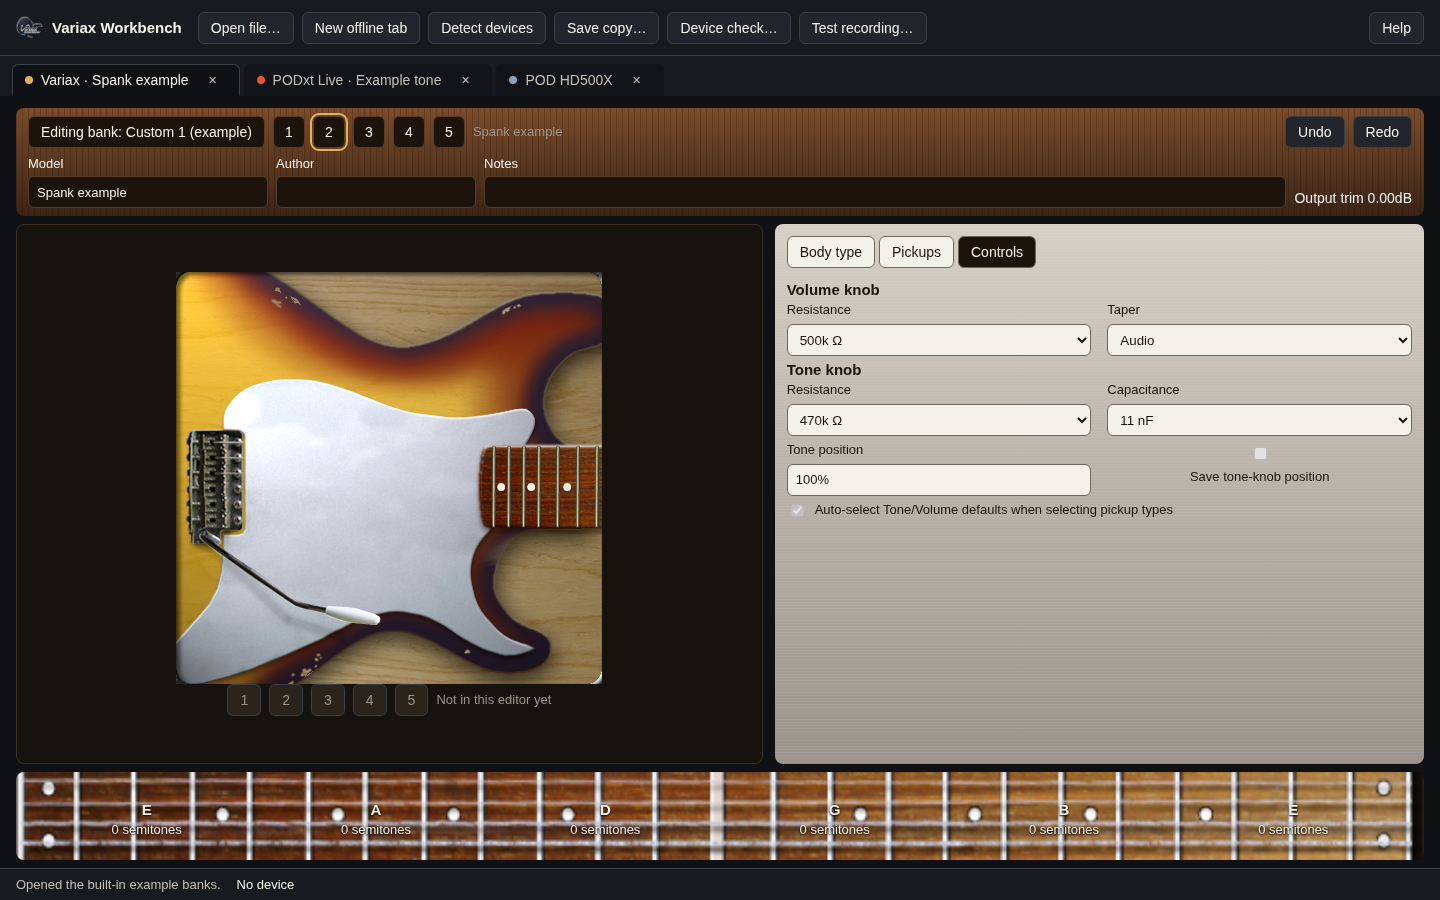 Variax Workbench
Open file…
New offline tab
Detect devices
Save copy…
Device check…
Test recording…
Help
Variax · Spank example ×
PODxt Live · Example tone ×
POD HD500X ×
Editing bank: Custom 1 (example)
1 2 3 4 5
Spank example
Undo
Redo
Model
Author
Notes
Spank example
Output trim 0.00dB
Body type
Pickups
Controls
Volume knob
Resistance
Taper
500k Ω
Audio
Tone knob
Resistance
Capacitance
470k Ω
11 nF
Tone position
100%
Save tone-knob position
Auto-select Tone/Volume defaults when selecting pickup types
1 2 3 4 5
Not in this editor yet
E A D G B E
0 semitones 0 semitones 0 semitones 0 semitones 0 semitones 0 semitones
Opened the built-in example banks. No device